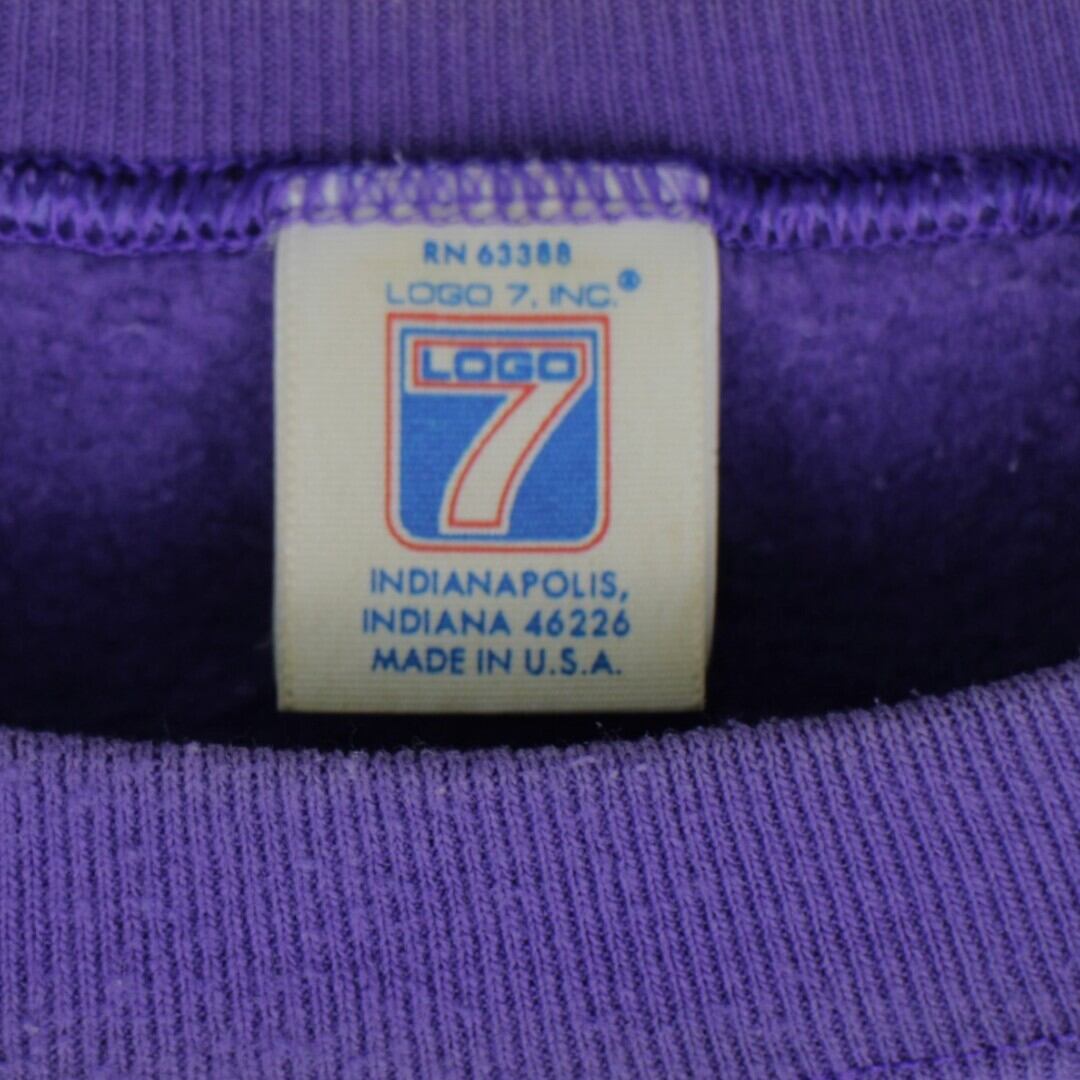 RN 63388
LOGO 7, INC.®
LOGO
7
INDIANAPOLIS,
INDIANA 46226
MADE IN U.S.A.